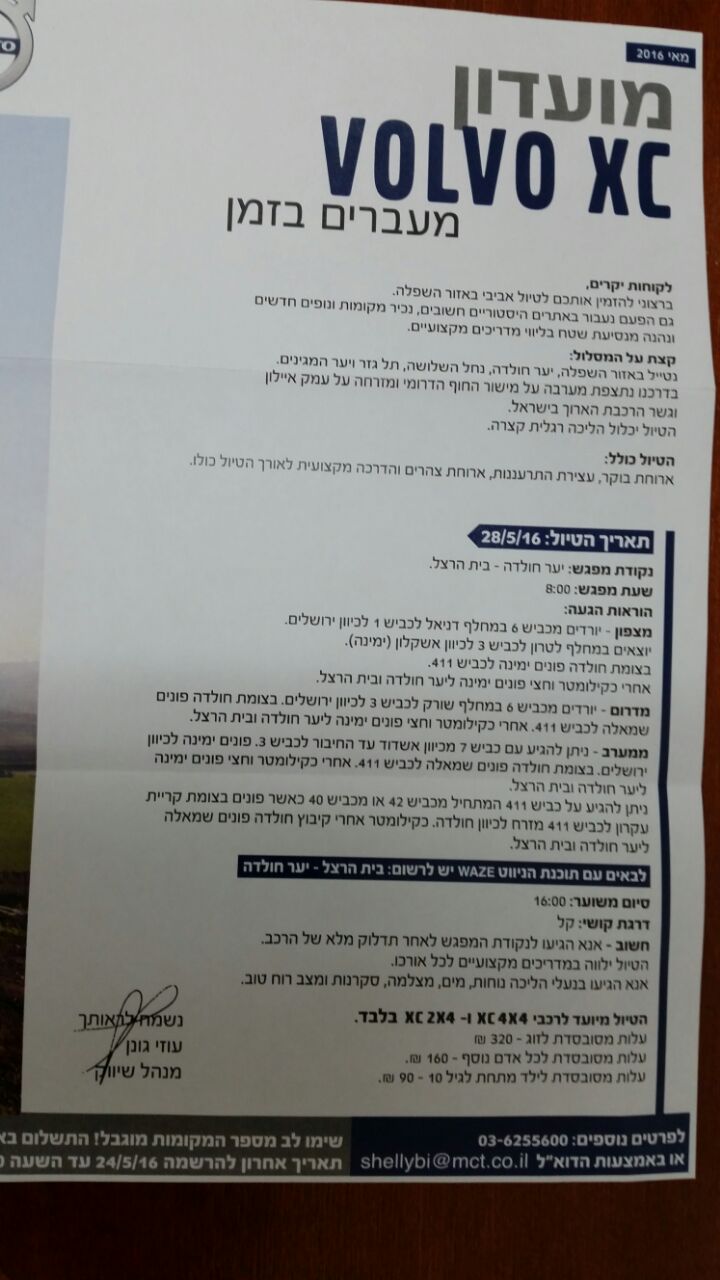 מאי 2016
מועדון
VOLVO XC
מעברים בזמן
לקוחות יקרים,
ברצוני להזמין אותכם לטיול אביבי באזור השפלה.
גם הפעם נעבור באתרים היסטוריים חשובים, נכיר מקומות ונופים חדשים
ונהנה מנסיעת שטח בליווי מדריכים מקצועיים.
קצת על המסלול:
נטייל באזור השפלה, יער חולדה, נחל השלושה, תל גזר ויער המגינים.
בדרכנו נתצפת מערבה על מישור החוף הדרומי ומזרחה על עמק איילון
וגשר הרכבת הארוך בישראל.
הטיול יכלול הליכה רגלית קצרה.
הטיול כולל:
ארוחת בוקר, עצירת התרעננות, ארוחת צהרים והדרכה מקצועית לאורך הטיול כולו.
תאריך הטיול: 28/5/16
נקודת מפגש: יער חולדה - בית הרצל.
שעת מפגש: 8:00
הוראות הגעה:
מצפון - יורדים מכביש 6 במחלף דניאל לכביש 1 לכיוון ירושלים.
יוצאים במחלף לטרון לכביש 3 לכיוון אשקלון (ימינה).
בצומת חולדה פונים ימינה לכביש 411.
אחרי כקילומטר וחצי פונים ימינה ליער חולדה ובית הרצל.
מדרום - יורדים מכביש 6 במחלף שורק לכביש 3 לכיוון ירושלים. בצומת חולדה פונים
שמאלה לכביש 411. אחרי כקילומטר וחצי פונים ימינה ליער חולדה ובית הרצל.
ממערב - ניתן להגיע עם כביש 7 מכיוון אשדוד עד החיבור לכביש 3. פונים ימינה לכיוון
ירושלים. בצומת חולדה פונים שמאלה לכביש 411. אחרי כקילומטר וחצי פונים ימינה
ליער חולדה ובית הרצל.
ניתן להגיע על כביש 411 המתחיל מכביש 42 או מכביש 40 כאשר פונים בצומת קריית
עקרון לכביש 411 מזרח לכיוון חולדה. כקילומטר אחרי קיבוץ חולדה פונים שמאלה
ליער חולדה ובית הרצל.
לבאים עם תוכנת הניווט WAZE יש לרשום: בית הרצל - יער חולדה
סיום משוער: 16:00
דרגת קושי: קל
חשוב - אנא הגיעו לנקודת המפגש לאחר תדלוק מלא של הרכב.
הטיול ילווה במדריכים מקצועיים לכל אורכו.
אנא הגיעו בנעלי הליכה נוחות, מים, מצלמה, סקרנות ומצב רוח טוב.
הטיול מיועד לרכבי XC 4X4 ו- XC 2X4 בלבד.
עלות מסובסדת לזוג - 320 ₪
עלות מסובסדת לכל אדם נוסף - 160 ₪.
עלות מסובסדת לילד מתחת לגיל 10 - 90 ₪.
נשמח לראותך
עוזי גונן
מנהל שיווק
לפרטים נוספים: 03-6255600
או באמצעות הדוא"ל shellybi@mct.co.il
שימו לב מספר המקומות מוגבל! התשלום
תאריך אחרון להרשמה 24/5/16 עד השעה